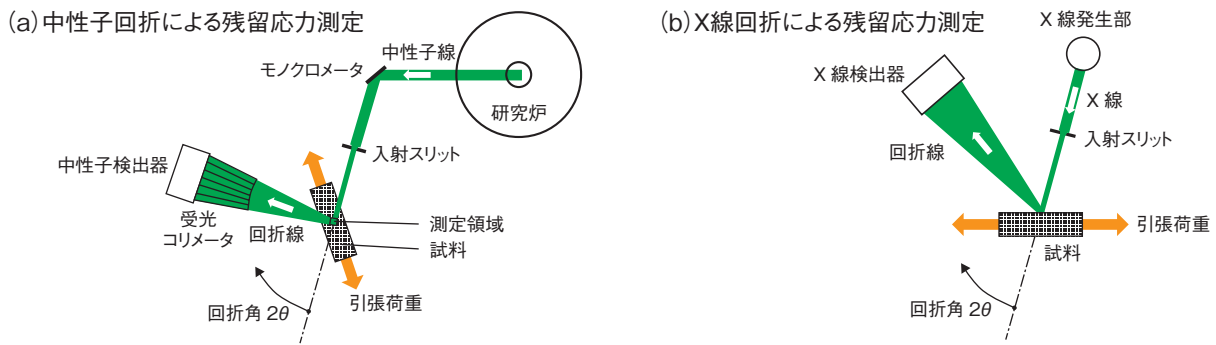 (a)中性子回折による残留応力測定
中性子線
モノクロメータ
研究炉
入射スリット
中性子検出器
受光
コリメータ
回折線
測定領域
試料
引張荷重
回折角 2θ
(b)X線回折による残留応力測定
X 線発生部
X 線検出器
X 線
入射スリット
回折線
引張荷重
試料
回折角 2θ